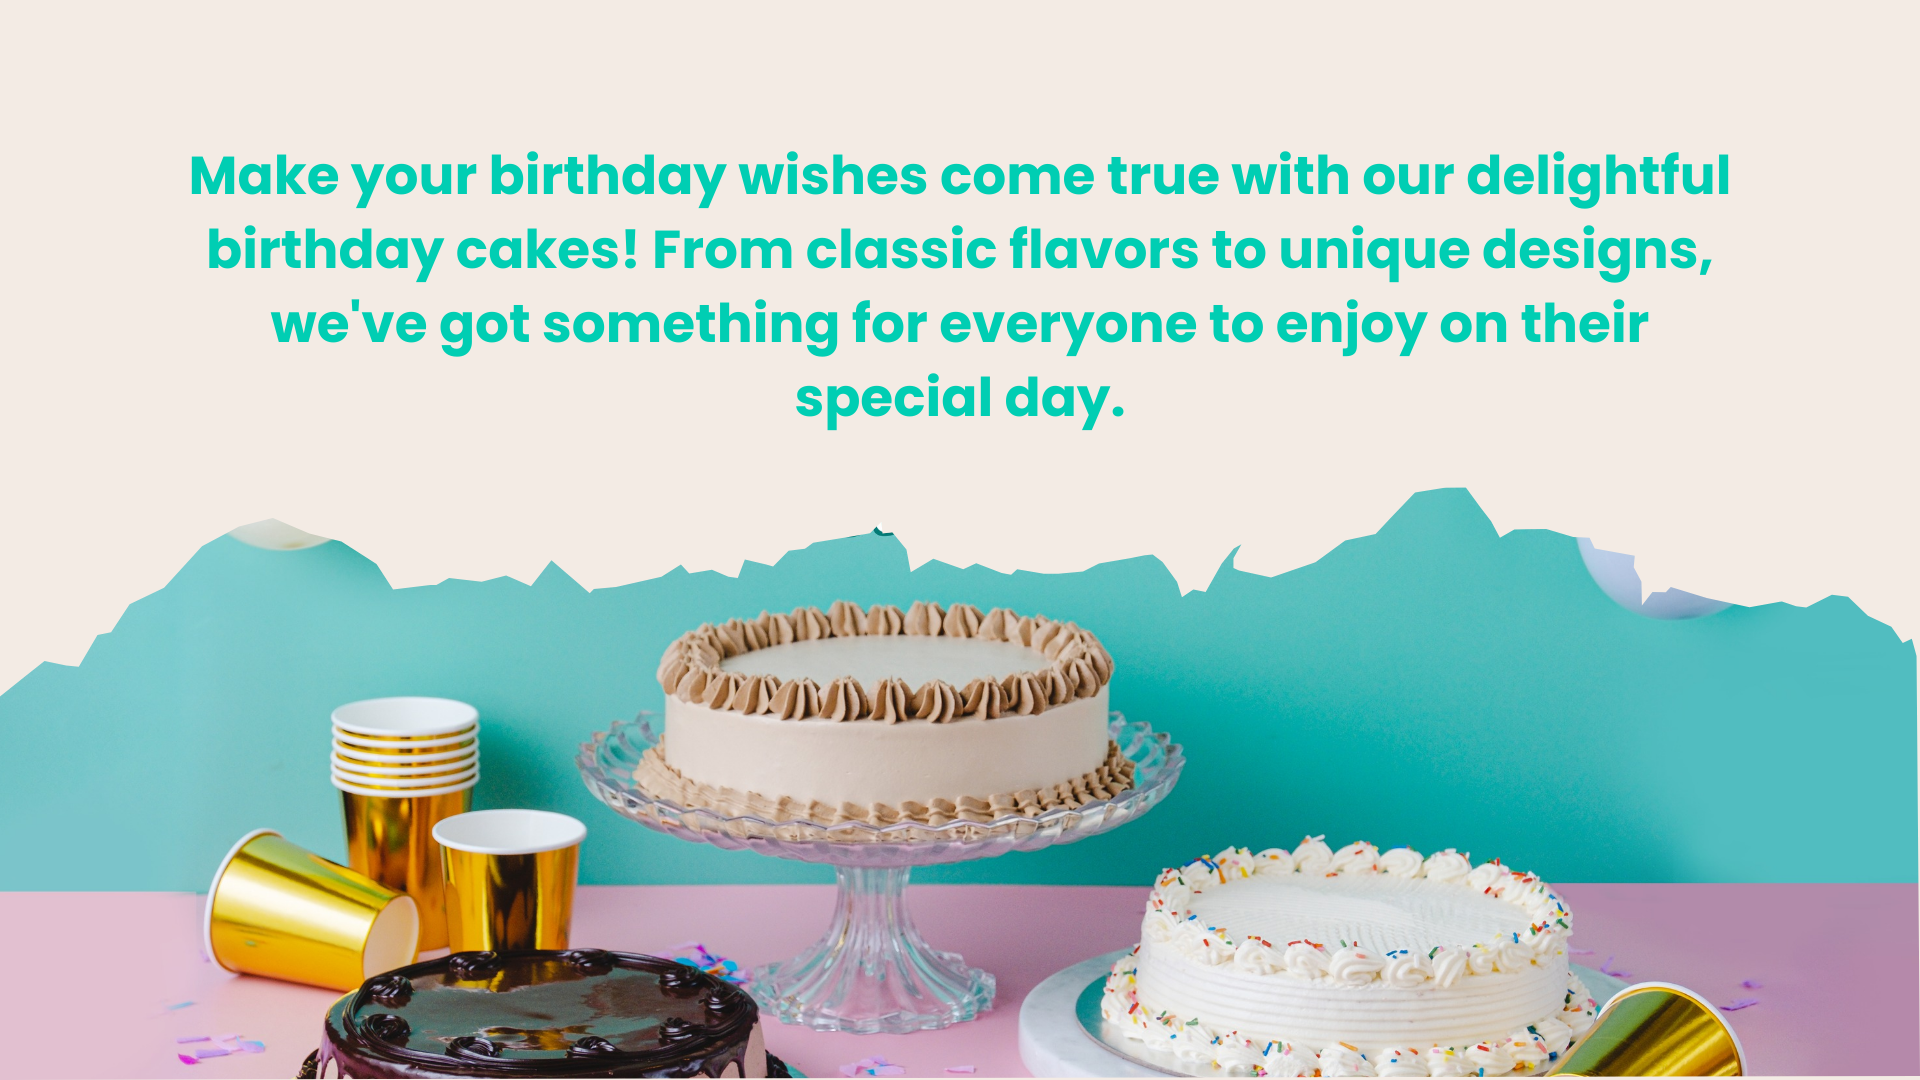 Make your birthday wishes come true with our delightful
birthday cakes! From classic flavors to unique designs,
we've got something for everyone to enjoy on their
special day.